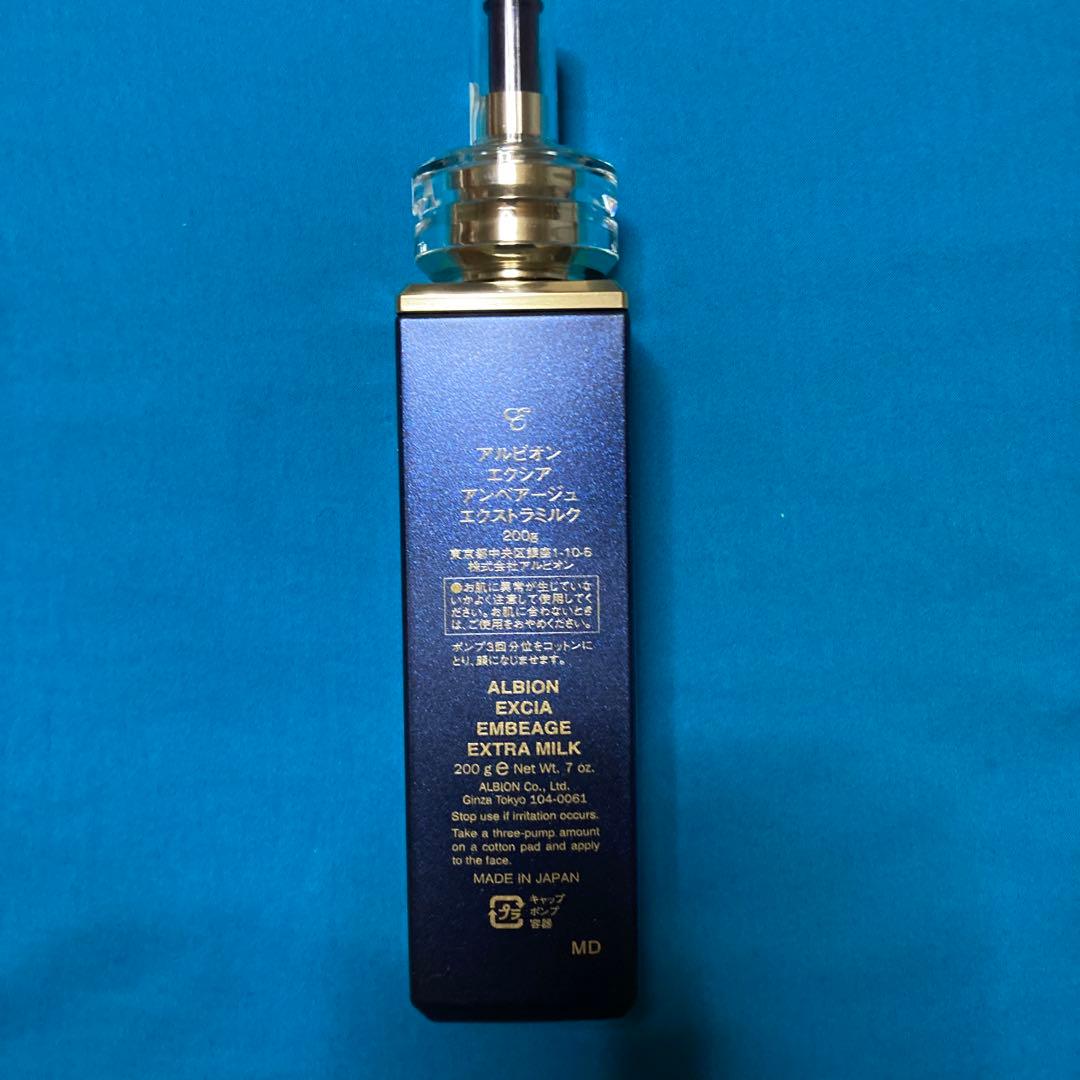 アルビオン
エクシア
アンベアージュ
エクストラミルク
200g
東京都中央区銀座1-10-5
株式会社アルビオン
●お肌に異常が生じていな
いかよく注意して使用してく
ださい。お肌に合わないとき
は、ご使用をおやめください。
ポンプ3回分位をコットンに
とり、顔になじませます。
ALBION
EXCIA
EMBEAGE
EXTRA MILK
200 g ℮ Net Wt. 7 oz.
ALBION Co., Ltd.
Ginza Tokyo 104-0061
Stop use if irritation occurs.
Take a three-pump amount
on a cotton pad and apply
to the face.
MADE IN JAPAN
プラ
キャップ
ポンプ
容器
MD